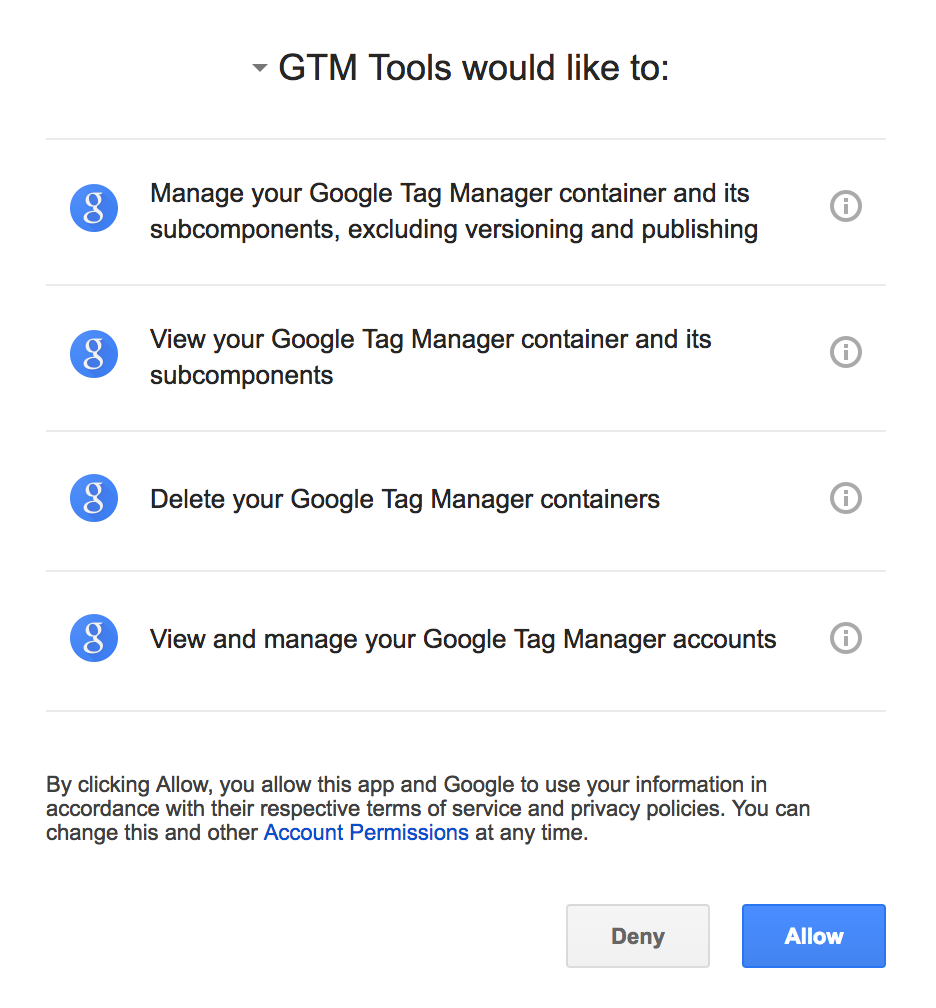 GTM Tools would like to:
Manage your Google Tag Manager container and its
subcomponents, excluding versioning and publishing
View your Google Tag Manager container and its
subcomponents
Delete your Google Tag Manager containers
View and manage your Google Tag Manager accounts
By clicking Allow, you allow this app and Google to use your information in
accordance with their respective terms of service and privacy policies. You can
change this and other Account Permissions at any time.
Deny
Allow